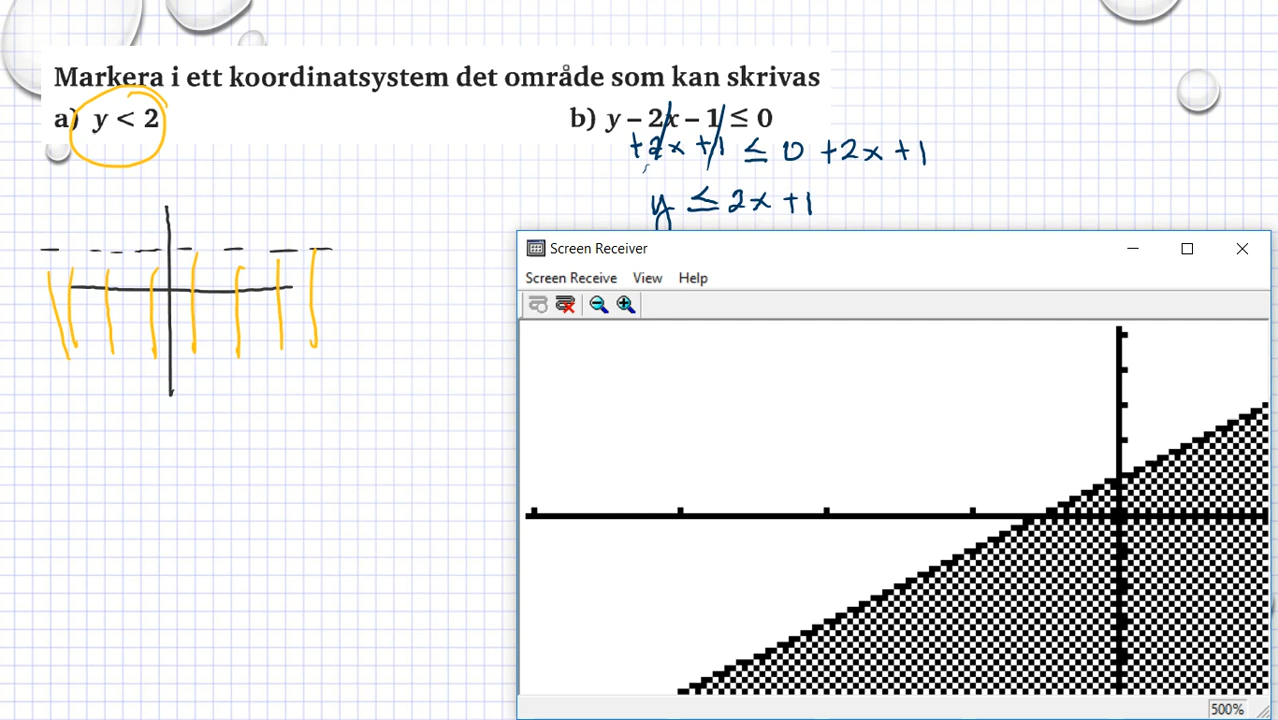 Markera i ett koordinatsystem det område som kan skrivas
a) y < 2
b) y – 2x – 1 ≤ 0
+2x +1 ≤ 0 +2x +1
y ≤ 2x +1
Screen Receiver
Screen Receive View Help
500%